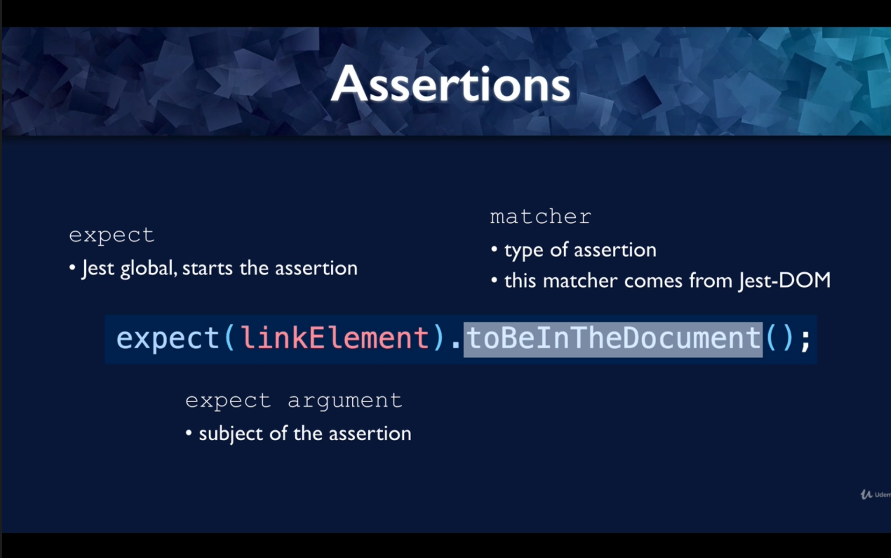 Assertions
expect
• Jest global, starts the assertion
matcher
• type of assertion
• this matcher comes from Jest-DOM
expect(linkElement).toBeInTheDocument();
expect argument
• subject of the assertion